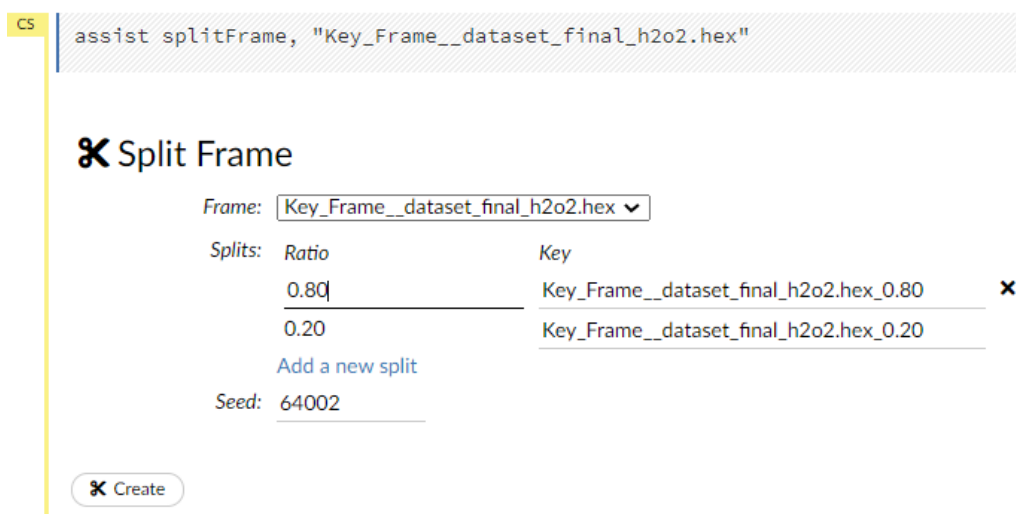 CS
assist splitFrame, "Key_Frame__dataset_final_h2o2.hex"
Split Frame
Frame: Key_Frame__dataset_final_h2o2.hex
Splits: Ratio Key
0.80 Key_Frame__dataset_final_h2o2.hex_0.80
0.20 Key_Frame__dataset_final_h2o2.hex_0.20
Add a new split
Seed: 64002
Create